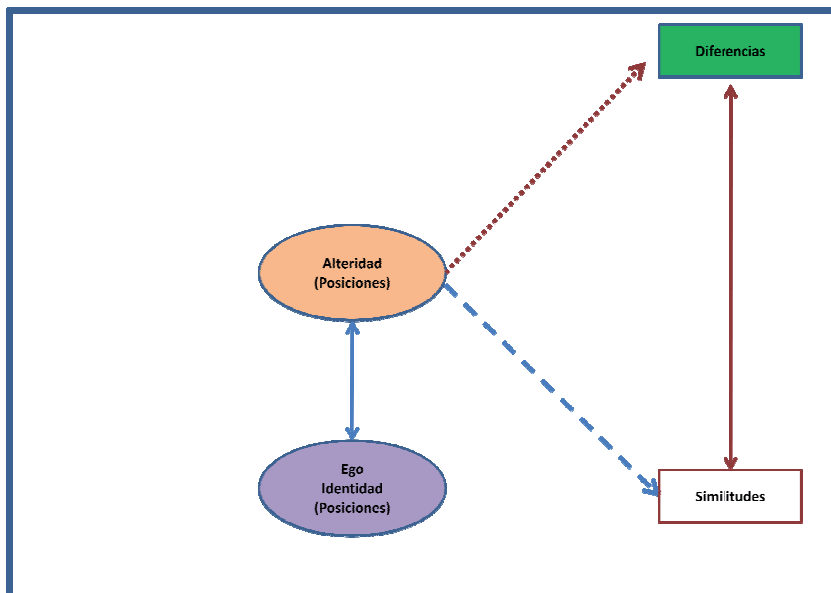 Diferencias
Alteridad
(Posiciones)
Ego
Identidad
(Posiciones)
Similitudes